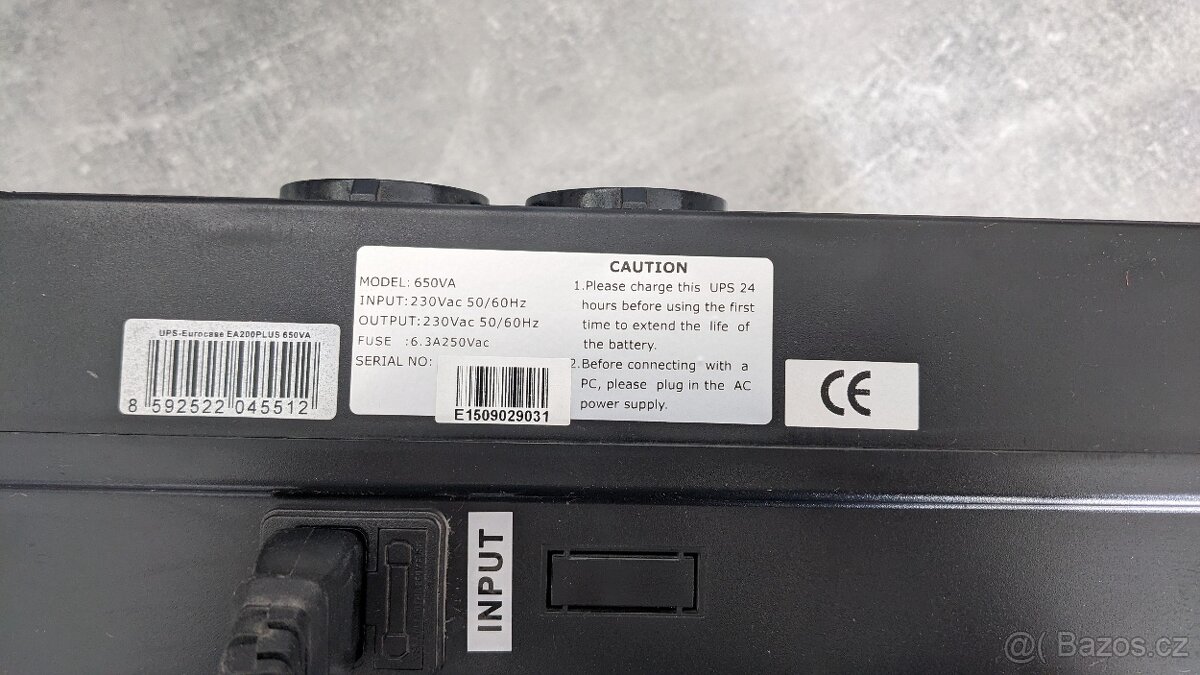 UPS-Eurocase EA200PLUS 650VA
8 592522 045512
MODEL: 650VA
INPUT:230Vac 50/60Hz
OUTPUT:230Vac 50/60Hz
FUSE :6.3A250Vac
SERIAL NO:
E1509029031
CAUTION
1.Please charge this UPS 24
hours before using the first
time to extend the life of
the battery.
2.Before connecting with a
PC, please plug in the AC
power supply.
CE
INPUT
@( Bazos.cz